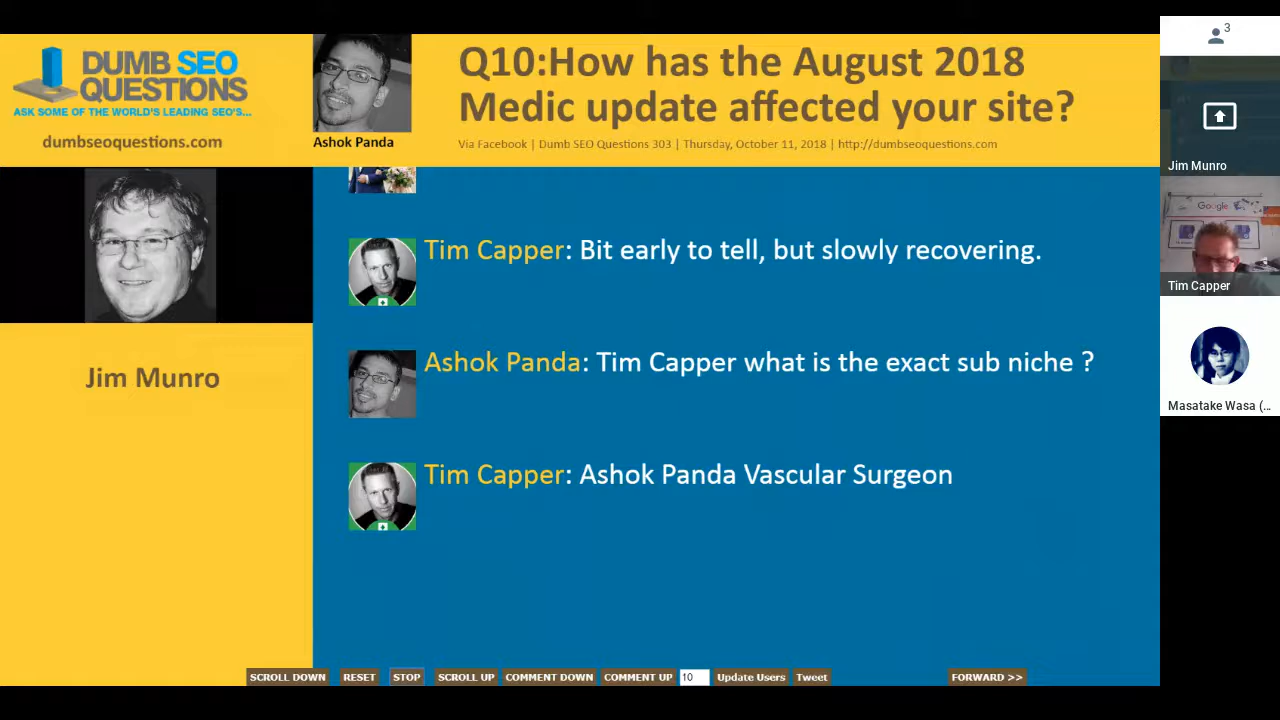 DUMB SEO
QUESTIONS
ASK SOME OF THE WORLD'S LEADING SEO'S...
dumbseoquestions.com
Ashok Panda
Q10:How has the August 2018
Medic update affected your site?
Via Facebook | Dumb SEO Questions 303 | Thursday, October 11, 2018 | http://dumbseoquestions.com
Jim Munro
Tim Capper: Bit early to tell, but slowly recovering.
Ashok Panda: Tim Capper what is the exact sub niche ?
Tim Capper: Ashok Panda Vascular Surgeon
SCROLL DOWN RESET STOP SCROLL UP COMMENT DOWN COMMENT UP 10 Update Users Tweet FORWARD >>
3
Jim Munro
Google
Tim Capper
Masatake Wasa (...